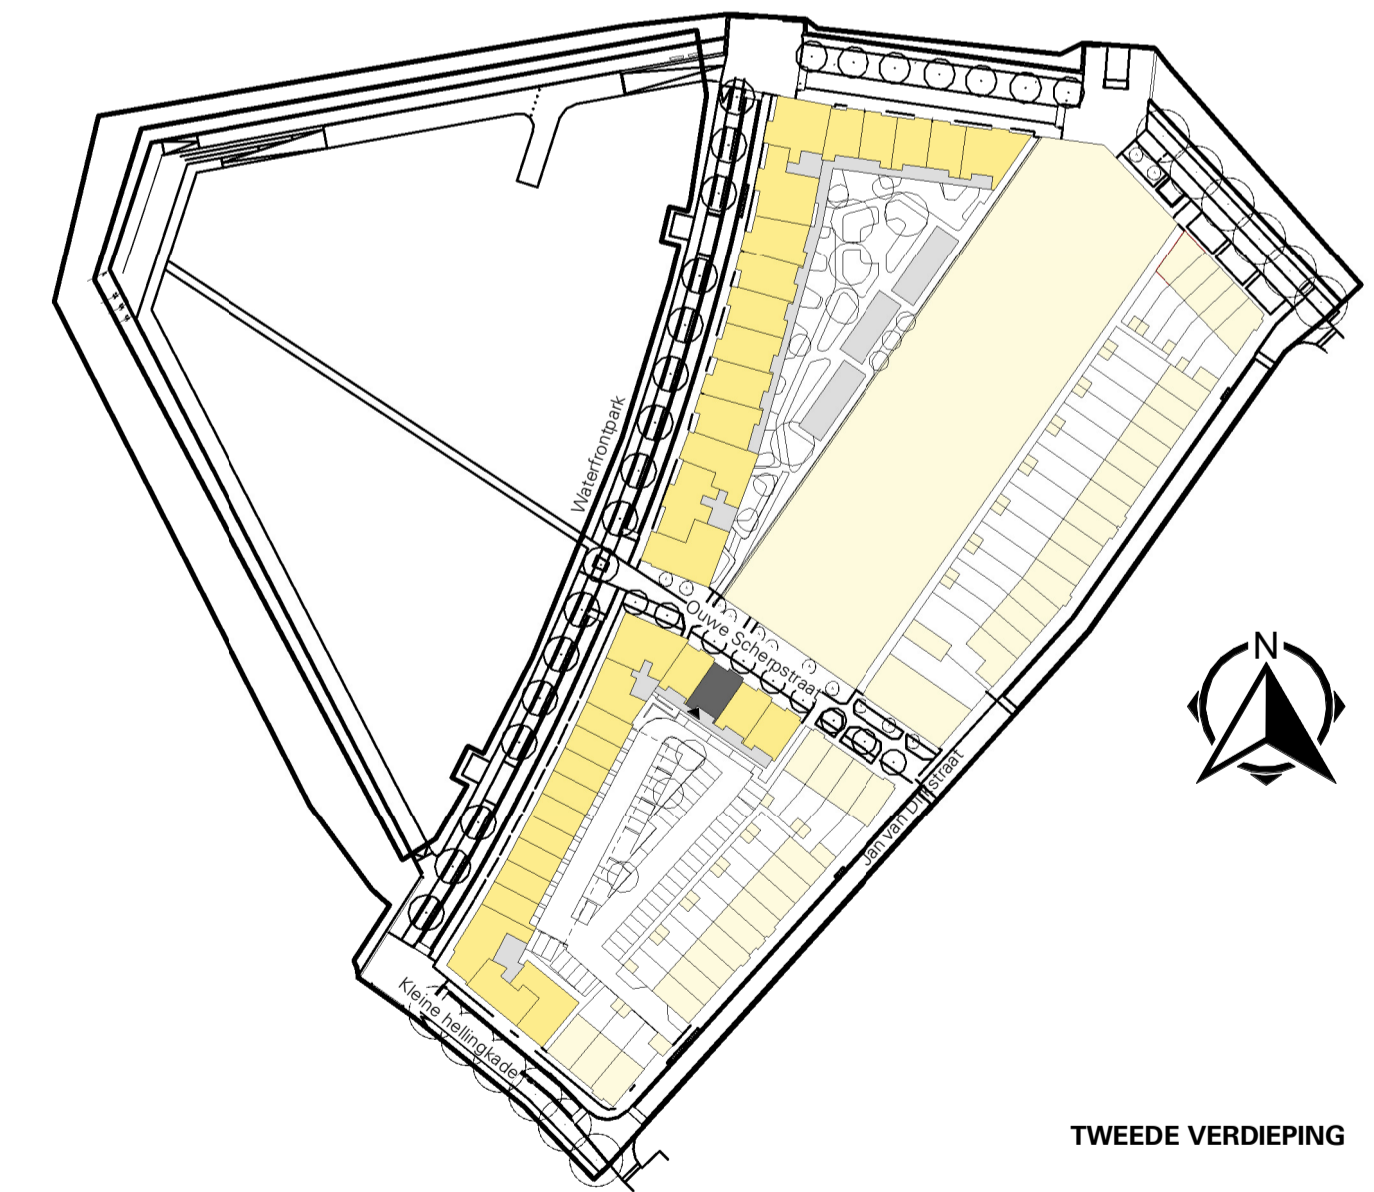 Waterfrontpark
Ouwe Scherpstraat
N
Jan van Dijkstraat
Kleine hellingkade
TWEEDE VERDIEPING